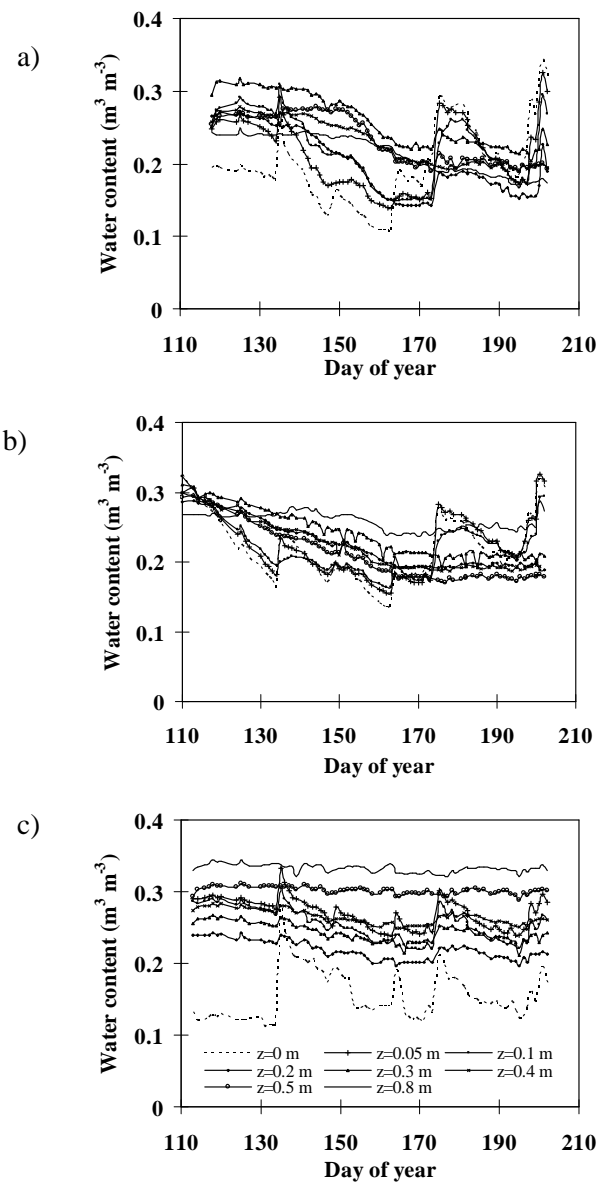 a)
Water content (m³ m⁻³)
0.4
0.3
0.2
0.1
0
110 130 150 170 190 210
Day of year
b)
Water content (m³ m⁻³)
0.4
0.3
0.2
0.1
0
110 130 150 170 190 210
Day of year
c)
Water content (m³ m⁻³)
0.4
0.3
0.2
0.1
0
z=0 m z=0.05 m z=0.1 m
z=0.2 m z=0.3 m z=0.4 m
z=0.5 m z=0.8 m
110 130 150 170 190 210
Day of year